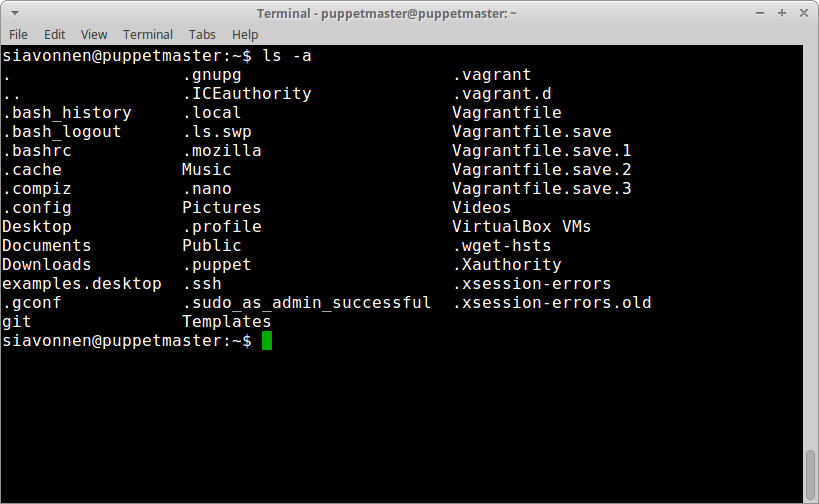 Terminal - puppetmaster@puppetmaster: ~
File Edit View Terminal Tabs Help
siavonnen@puppetmaster:~$ ls -a
. .gnupg .vagrant
.. .ICEauthority .vagrant.d
.bash_history .local Vagrantfile
.bash_logout .ls.swp Vagrantfile.save
.bashrc .mozilla Vagrantfile.save.1
.cache Music Vagrantfile.save.2
.compiz .nano Vagrantfile.save.3
.config Pictures Videos
Desktop .profile VirtualBox VMs
Documents Public .wget-hsts
Downloads .puppet .Xauthority
examples.desktop .ssh .xsession-errors
.gconf .sudo_as_admin_successful .xsession-errors.old
git Templates
siavonnen@puppetmaster:~$